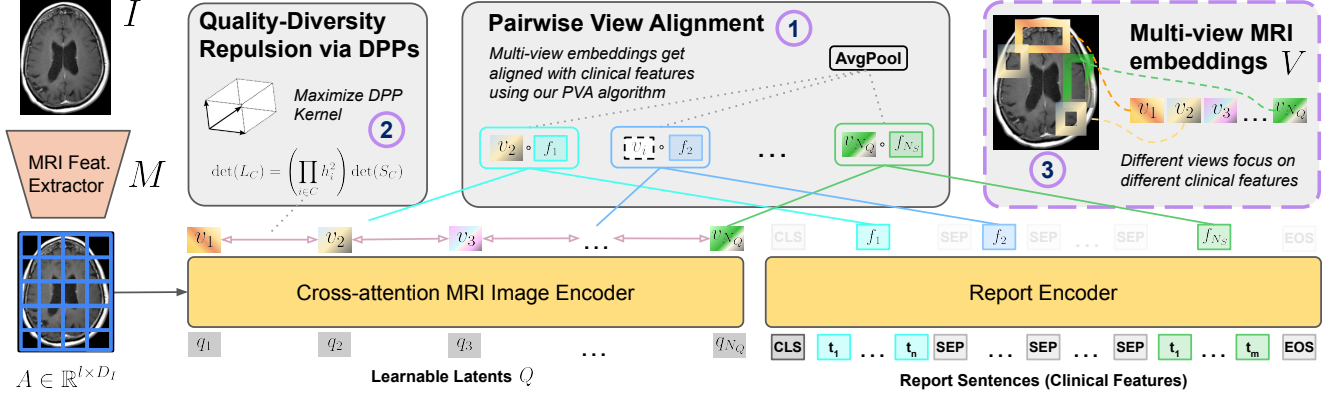 I
MRI Feat.
Extractor
M
A ∈ ℝ^{l×D_I}
Quality-Diversity
Repulsion via DPPs
Maximize DPP
Kernel
2
det(L_C) = (∏_{i∈C} h_i^2) det(S_C)
Pairwise View Alignment
1
Multi-view embeddings get
aligned with clinical features
using our PVA algorithm
AvgPool
v_2 ∘ f_1
v_i ∘ f_2
...
v_{N_Q} ∘ f_{N_S}
Multi-view MRI
embeddings V
v_1 v_2 v_3 ... v_{N_Q}
3
Different views focus on
different clinical features
v_1 v_2 v_3 ... v_{N_Q}
CLS f_1 SEP f_2 SEP ... SEP f_{N_S} EOS
Cross-attention MRI Image Encoder
Report Encoder
q_1 q_2 q_3 ... q_{N_Q}
CLS t_1 ... t_n SEP ... SEP ... SEP t_1 ... t_m EOS
Learnable Latents Q
Report Sentences (Clinical Features)